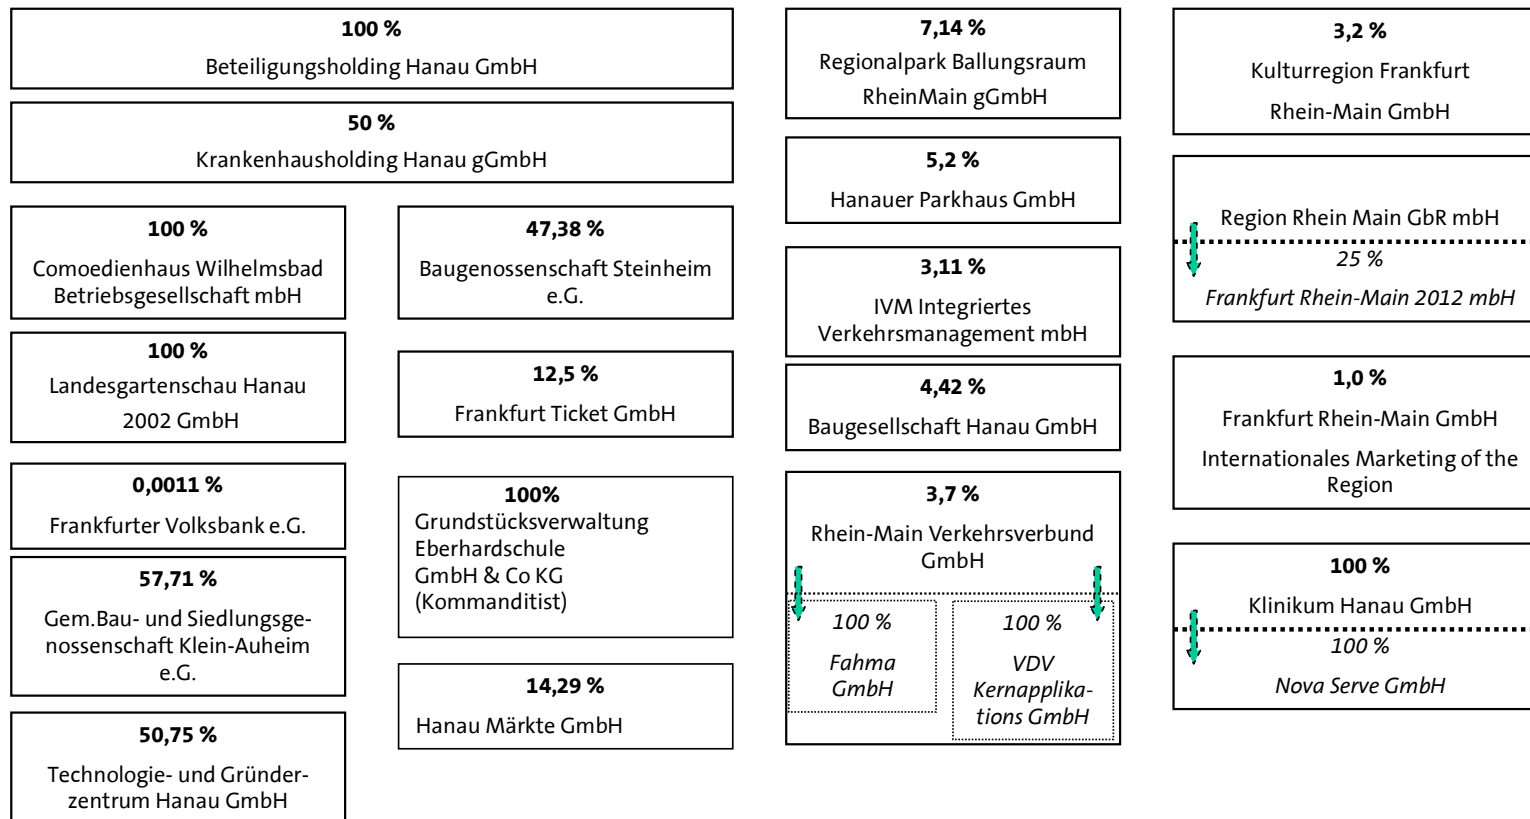 100 %
Beteiligungsholding Hanau GmbH
50 %
Krankenhausholding Hanau gGmbH
100 %
Comoedienhaus Wilhelmsbad
Betriebsgesellschaft mbH
100 %
Landesgartenschau Hanau
2002 GmbH
0,0011 %
Frankfurter Volksbank e.G.
57,71 %
Gem.Bau- und Siedlungsge-
nossenschaft Klein-Auheim
e.G.
50,75 %
Technologie- und Gründer-
zentrum Hanau GmbH
47,38 %
Baugenossenschaft Steinheim
e.G.
12,5 %
Frankfurt Ticket GmbH
100%
Grundstücksverwaltung
Eberhardschule
GmbH & Co KG
(Kommanditist)
14,29 %
Hanau Märkte GmbH
7,14 %
Regionalpark Ballungsraum
RheinMain gGmbH
5,2 %
Hanauer Parkhaus GmbH
3,11 %
IVM Integriertes
Verkehrsmanagement mbH
4,42 %
Baugesellschaft Hanau GmbH
3,7 %
Rhein-Main Verkehrsverbund
GmbH
100 %
Fahma
GmbH
100 %
VDV
Kernapplika-
tions GmbH
3,2 %
Kulturregion Frankfurt
Rhein-Main GmbH
Region Rhein Main GbR mbH
25 %
Frankfurt Rhein-Main 2012 mbH
1,0 %
Frankfurt Rhein-Main GmbH
Internationales Marketing of the
Region
100 %
Klinikum Hanau GmbH
100 %
Nova Serve GmbH